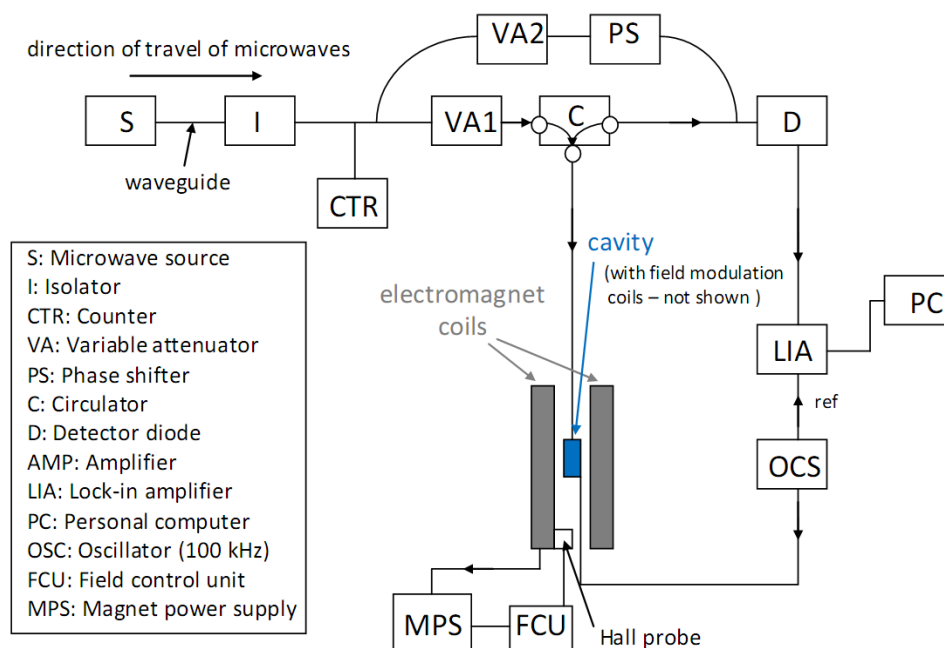 direction of travel of microwaves
VA2
PS
S
I
VA1
C
D
waveguide
CTR
cavity
(with field modulation
coils – not shown )
electromagnet
coils
PC
LIA
ref
OCS
MPS
FCU
Hall probe
S: Microwave source
I: Isolator
CTR: Counter
VA: Variable attenuator
PS: Phase shifter
C: Circulator
D: Detector diode
AMP: Amplifier
LIA: Lock-in amplifier
PC: Personal computer
OSC: Oscillator (100 kHz)
FCU: Field control unit
MPS: Magnet power supply